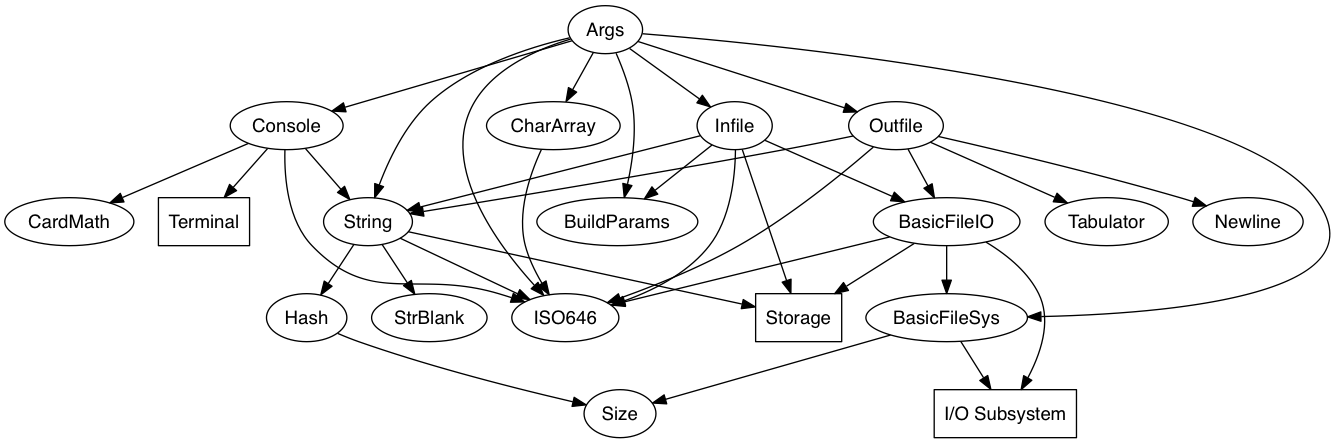 Args
Console
CharArray
Infile
Outfile
CardMath
Terminal
String
BuildParams
BasicFileIO
Tabulator
Newline
Hash
StrBlank
ISO646
Storage
BasicFileSys
Size
I/O Subsystem